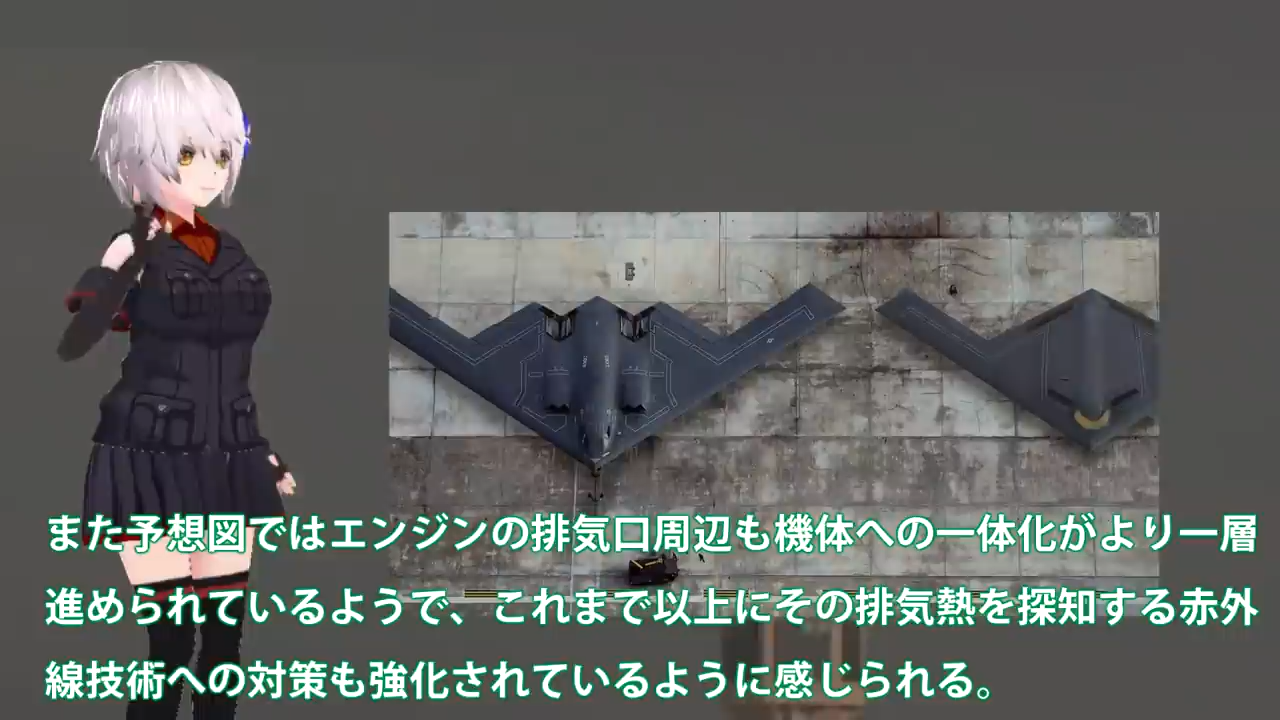 また予想図ではエンジンの排気口周辺も機体への一体化がより一層
進められているようで、これまで以上にその排気熱を探知する赤外
線技術への対策も強化されているように感じられる。